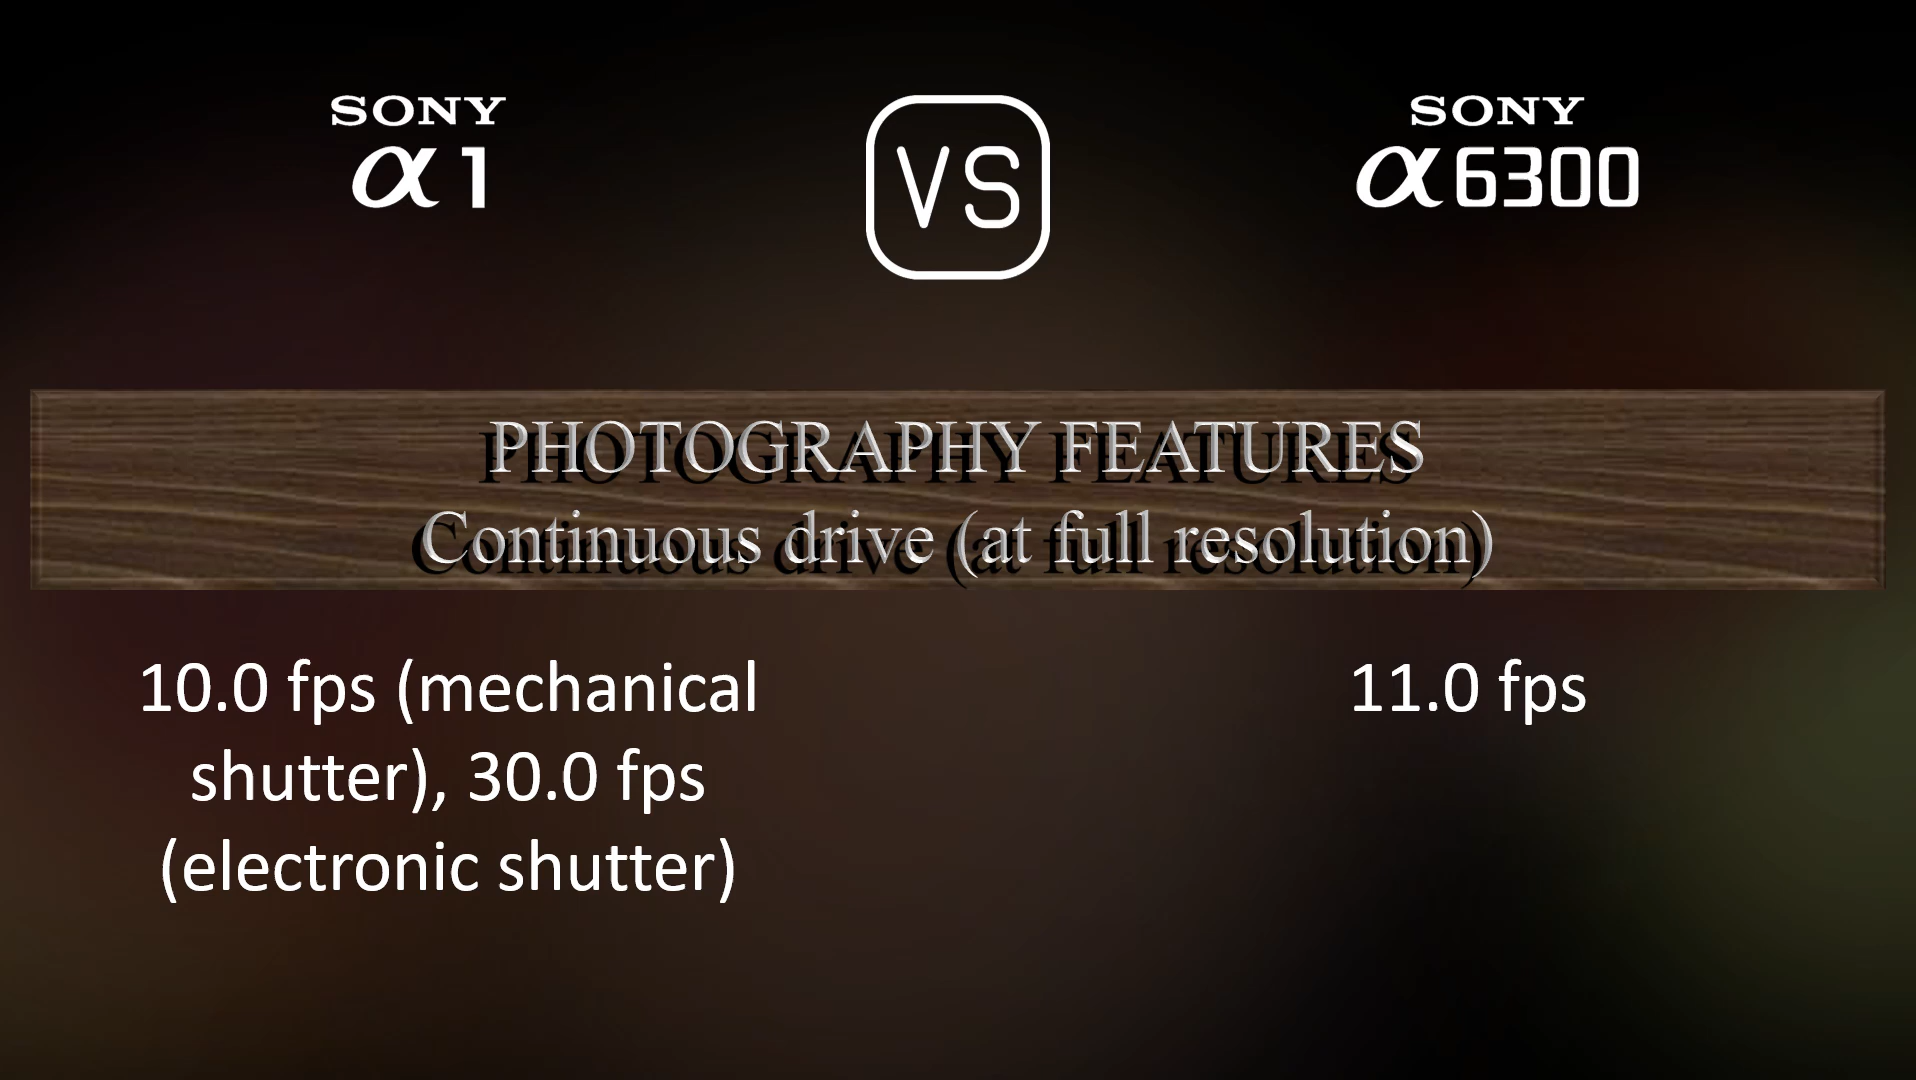 SONY
α1
VS
SONY
α6300
PHOTOGRAPHY FEATURES
Continuous drive (at full resolution)
10.0 fps (mechanical
shutter), 30.0 fps
(electronic shutter)
11.0 fps